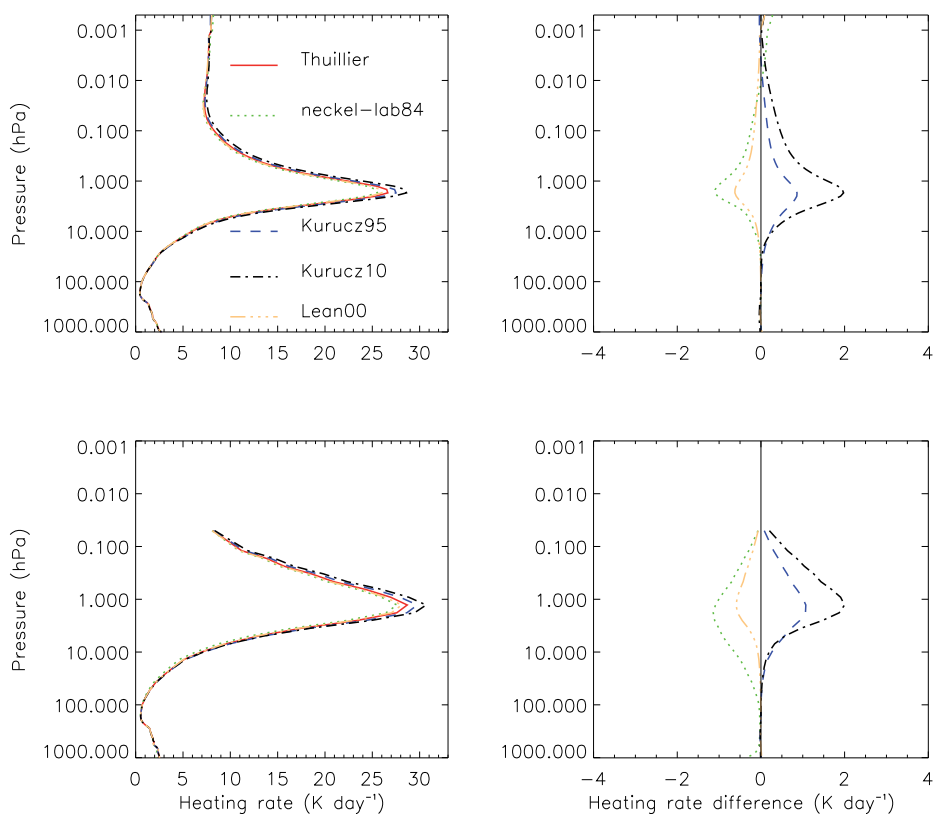 0.001
0.010
0.100
1.000
10.000
100.000
1000.000
Pressure (hPa)
0 5 10 15 20 25 30
Thuillier
neckel-lab84
Kurucz95
Kurucz10
Lean00
0.001
0.010
0.100
1.000
10.000
100.000
1000.000
-4 -2 0 2 4
0.001
0.010
0.100
1.000
10.000
100.000
1000.000
Pressure (hPa)
0 5 10 15 20 25 30
Heating rate (K day⁻¹)
0.001
0.010
0.100
1.000
10.000
100.000
1000.000
-4 -2 0 2 4
Heating rate difference (K day⁻¹)